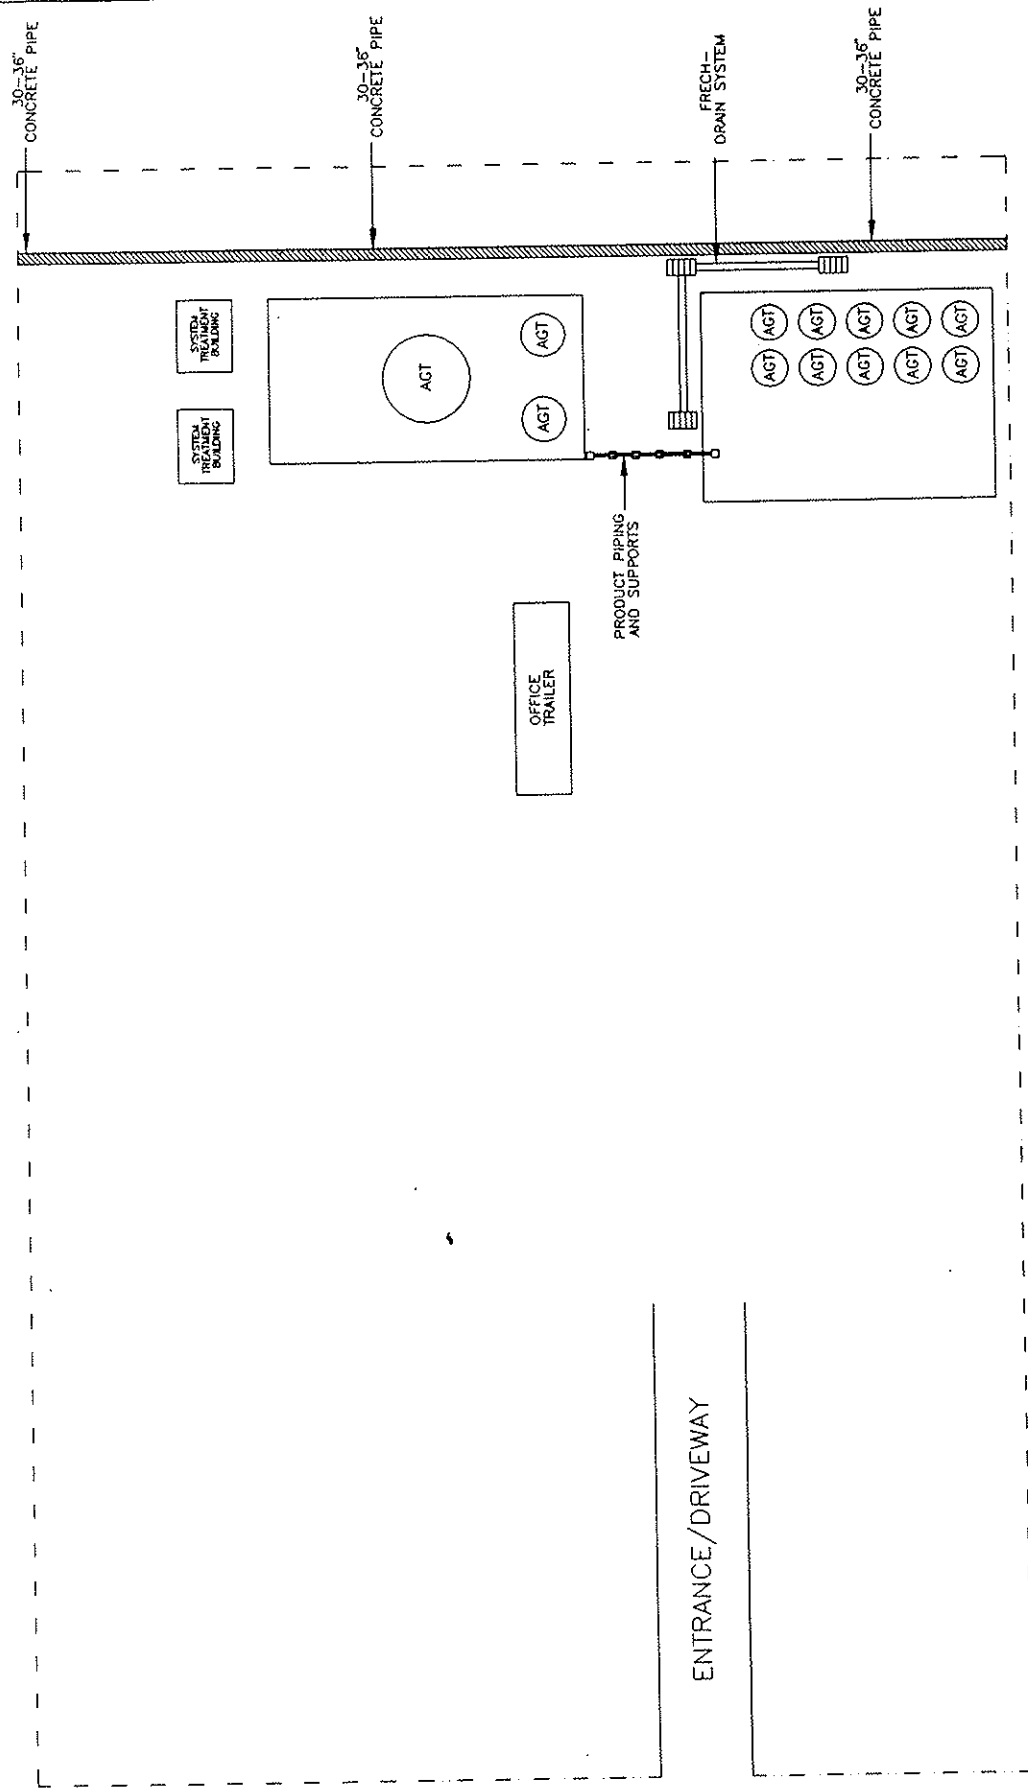 30-36"
CONCRETE PIPE
30-36"
CONCRETE PIPE
FRECH-
DRAIN SYSTEM
30-36"
CONCRETE PIPE
SYSTEM
TREATMENT
BUILDING
SYSTEM
TREATMENT
BUILDING
AGT
AGT
AGT
AGT
AGT
AGT
AGT
AGT
AGT
AGT
AGT
AGT
AGT
PRODUCT PIPING
AND SUPPORTS
OFFICE
TRAILER
ENTRANCE/DRIVEWAY